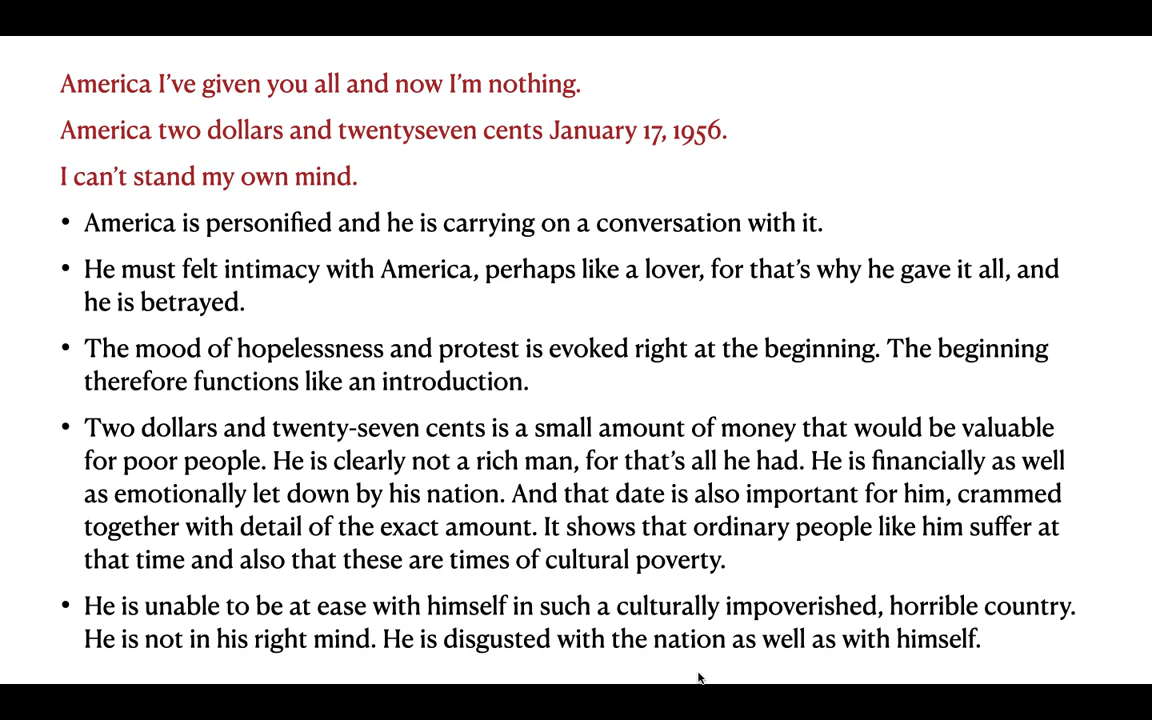 America I've given you all and now I'm nothing.
America two dollars and twentyseven cents January 17, 1956.
I can't stand my own mind.
• America is personified and he is carrying on a conversation with it.
• He must felt intimacy with America, perhaps like a lover, for that's why he gave it all, and
he is betrayed.
• The mood of hopelessness and protest is evoked right at the beginning. The beginning
therefore functions like an introduction.
• Two dollars and twenty-seven cents is a small amount of money that would be valuable
for poor people. He is clearly not a rich man, for that's all he had. He is financially as well
as emotionally let down by his nation. And that date is also important for him, crammed
together with detail of the exact amount. It shows that ordinary people like him suffer at
that time and also that these are times of cultural poverty.
• He is unable to be at ease with himself in such a culturally impoverished, horrible country.
He is not in his right mind. He is disgusted with the nation as well as with himself.